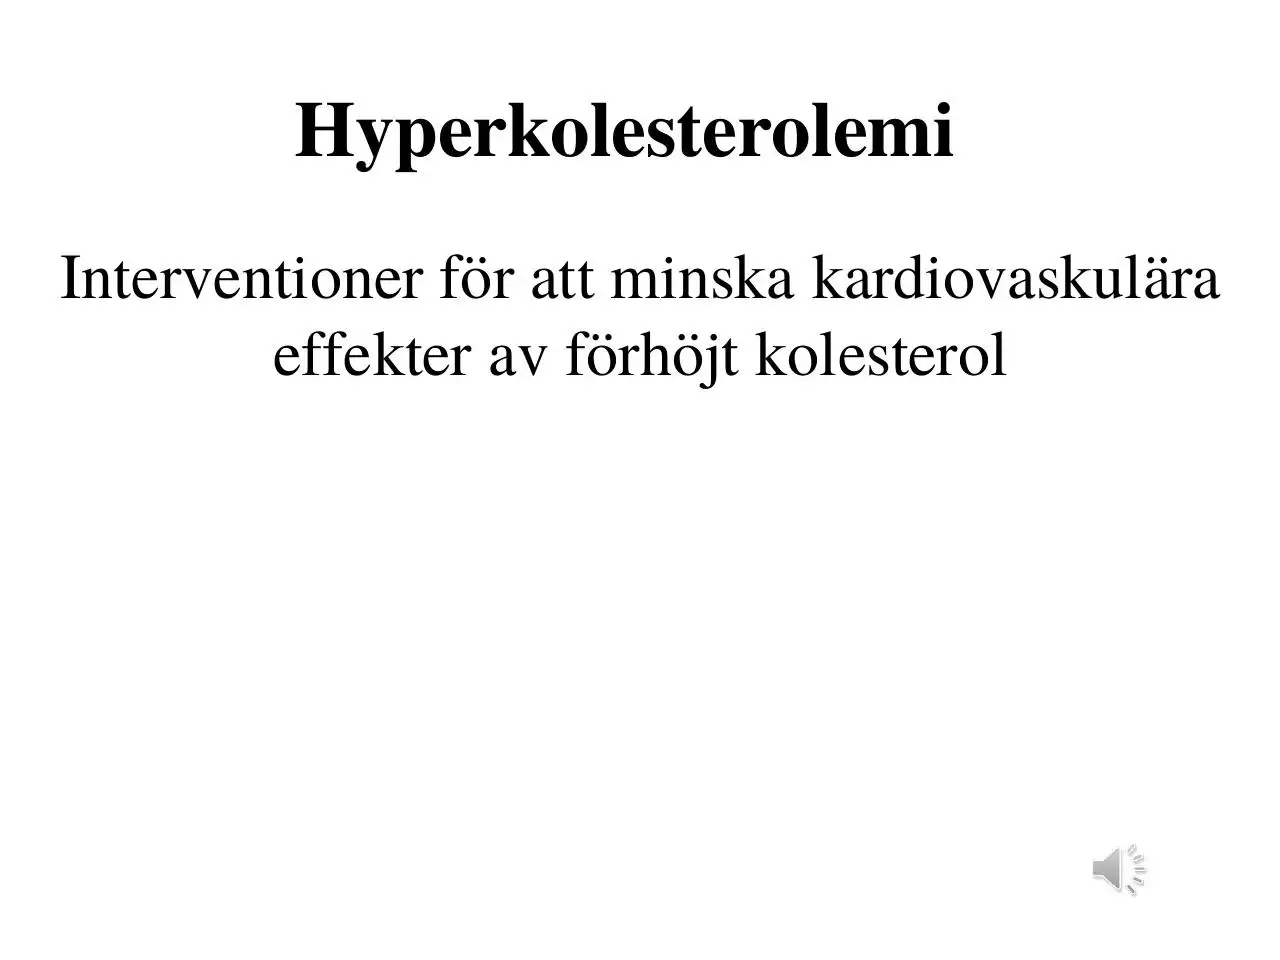 Hyperkolesterolemi
Interventioner för att minska kardiovaskulära
effekter av förhöjt kolesterol